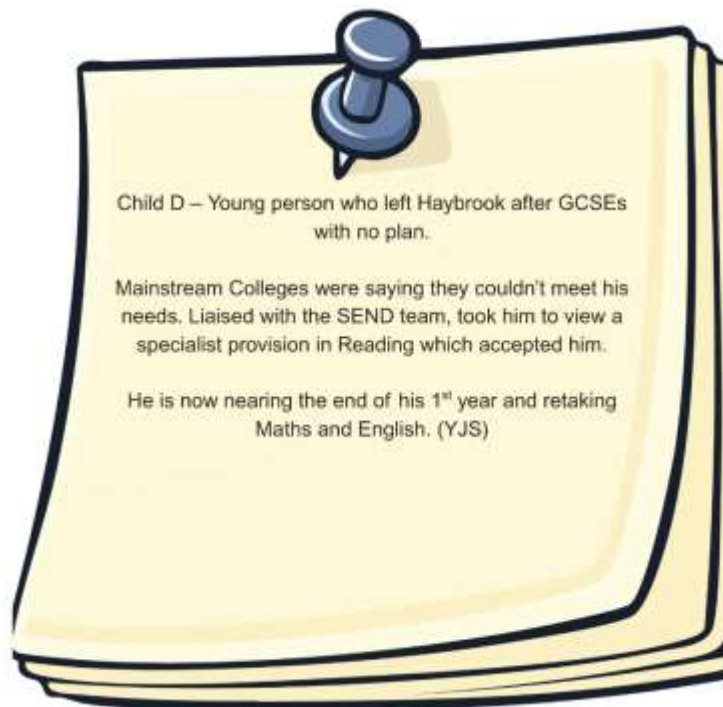 Child D – Young person who left Haybrook after GCSEs
with no plan.
Mainstream Colleges were saying they couldn't meet his
needs. Liaised with the SEND team, took him to view a
specialist provision in Reading which accepted him.
He is now nearing the end of his 1st year and retaking
Maths and English. (YJS)